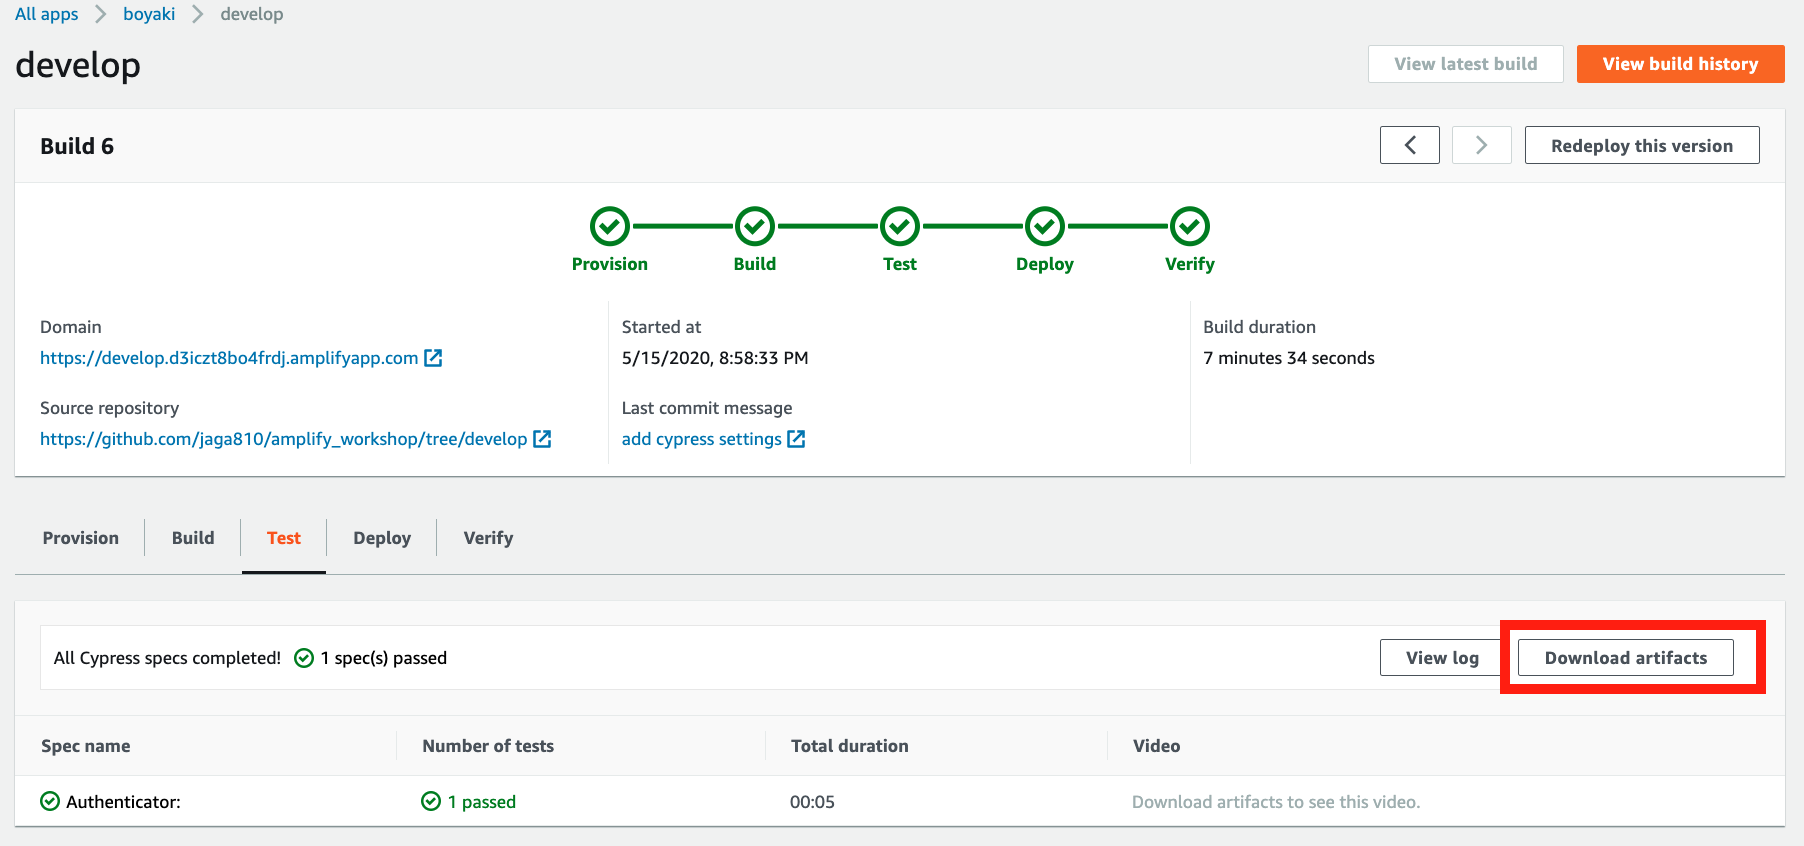 All apps > boyaki > develop
develop
View latest build
View build history
Build 6
Redeploy this version
Provision
Build
Test
Deploy
Verify
Domain
https://develop.d3iczt8bo4frdj.amplifyapp.com
Started at
5/15/2020, 8:58:33 PM
Build duration
7 minutes 34 seconds
Source repository
https://github.com/jaga810/amplify_workshop/tree/develop
Last commit message
add cypress settings
Provision
Build
Test
Deploy
Verify
All Cypress specs completed! 1 spec(s) passed
View log
Download artifacts
Spec name
Number of tests
Total duration
Video
Authenticator:
1 passed
00:05
Download artifacts to see this video.